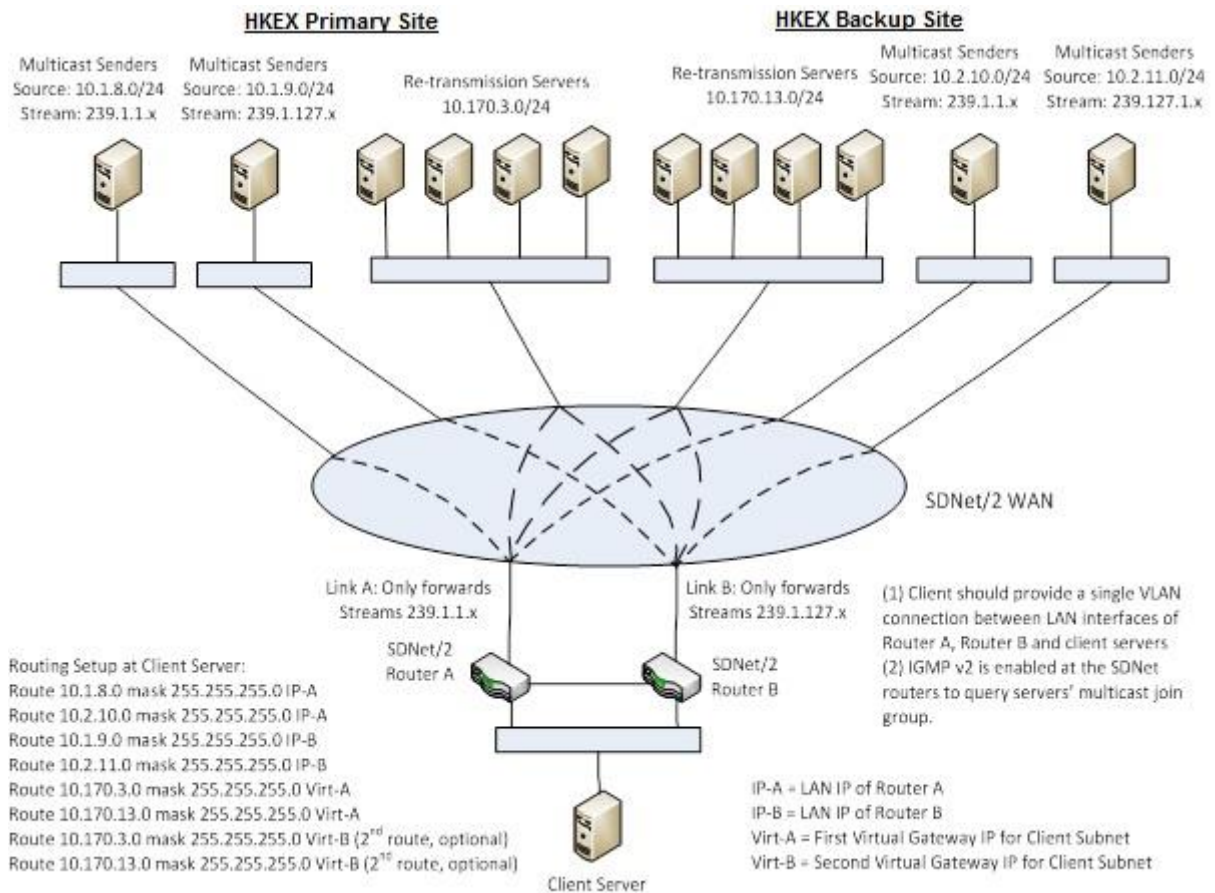 HKEX Primary Site
HKEX Backup Site
Multicast Senders
Source: 10.1.8.0/24
Stream: 239.1.1.x
Multicast Senders
Source: 10.1.9.0/24
Stream: 239.1.127.x
Re-transmission Servers
10.170.3.0/24
Re-transmission Servers
10.170.13.0/24
Multicast Senders
Source: 10.2.10.0/24
Stream: 239.1.1.x
Multicast Senders
Source: 10.2.11.0/24
Stream: 239.127.1.x
SDNet/2 WAN
Link A: Only forwards
Streams 239.1.1.x
Link B: Only forwards
Streams 239.1.127.x
(1) Client should provide a single VLAN
connection between LAN interfaces of
Router A, Router B and client servers
(2) IGMP v2 is enabled at the SDNet
routers to query servers' multicast join
group.
SDNet/2
Router A
SDNet/2
Router B
Routing Setup at Client Server:
Route 10.1.8.0 mask 255.255.255.0 IP-A
Route 10.2.10.0 mask 255.255.255.0 IP-A
Route 10.1.9.0 mask 255.255.255.0 IP-B
Route 10.2.11.0 mask 255.255.255.0 IP-B
Route 10.170.3.0 mask 255.255.255.0 Virt-A
Route 10.170.13.0 mask 255.255.255.0 Virt-A
Route 10.170.3.0 mask 255.255.255.0 Virt-B (2nd route, optional)
Route 10.170.13.0 mask 255.255.255.0 Virt-B (2nd route, optional)
IP-A = LAN IP of Router A
IP-B = LAN IP of Router B
Virt-A = First Virtual Gateway IP for Client Subnet
Virt-B = Second Virtual Gateway IP for Client Subnet
Client Server